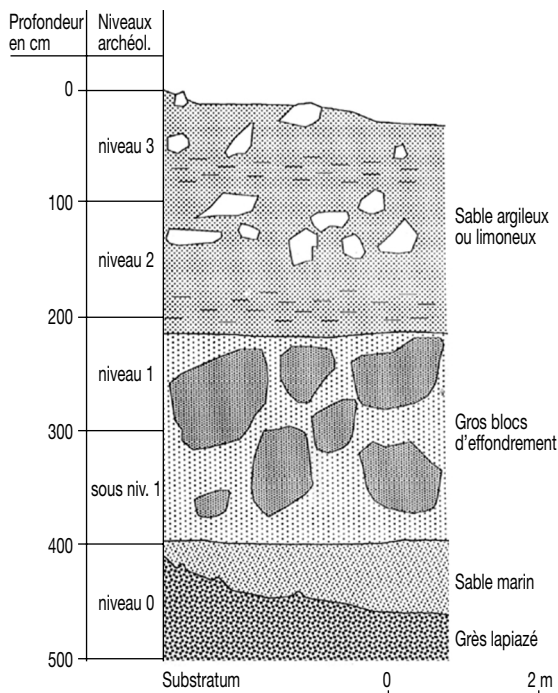 Profondeur
en cm
Niveaux
archéol.
0
niveau 3
100
Sable argileux
ou limoneux
niveau 2
200
niveau 1
300
Gros blocs
d'effondrement
sous niv. 1
400
Sable marin
niveau 0
Grès lapiazé
500
Substratum
0
2 m